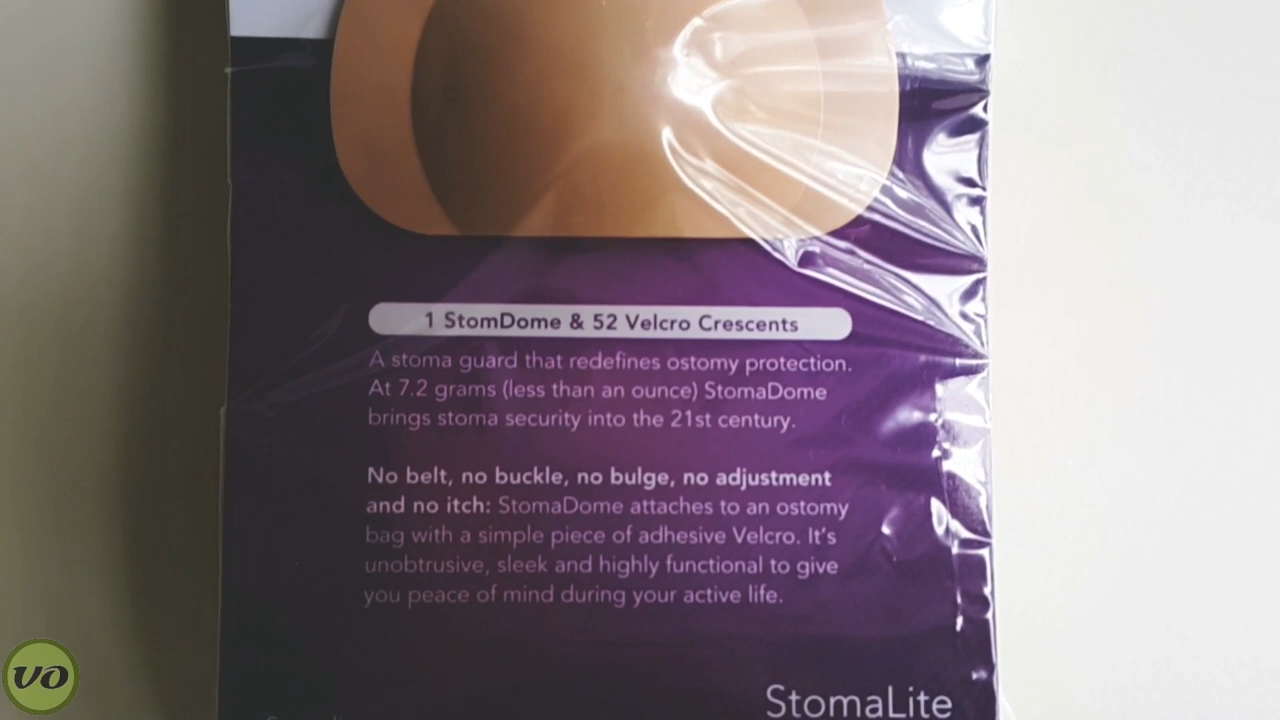 1 StomDome & 52 Velcro Crescents
A stoma guard that redefines ostomy protection.
At 7.2 grams (less than an ounce) StomaDome
brings stoma security into the 21st century.
No belt, no buckle, no bulge, no adjustment
and no itch: StomaDome attaches to an ostomy
bag with a simple piece of adhesive Velcro. It's
unobtrusive, sleek and highly functional to give
you peace of mind during your active life.
StomaLite
vo